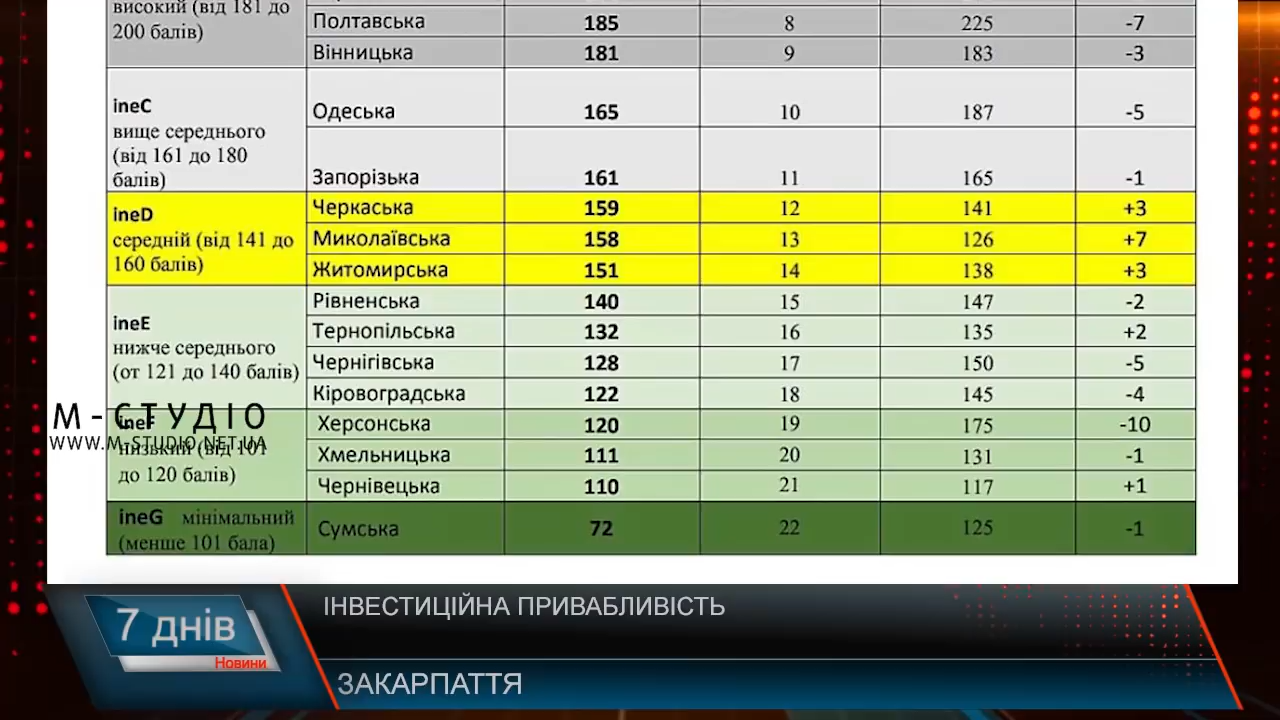 високий (від 181 до
200 балів)
Полтавська 185 8 225 -7
Вінницька 181 9 183 -3
ineC
вище середнього
(від 161 до 180
балів)
Одеська 165 10 187 -5
Запорізька 161 11 165 -1
ineD
середній (від 141 до
160 балів)
Черкаська 159 12 141 +3
Миколаївська 158 13 126 +7
Житомирська 151 14 138 +3
ineE
нижче середнього
(от 121 до 140 балів)
Рівненська 140 15 147 -2
Тернопільська 132 16 135 +2
Чернігівська 128 17 150 -5
Кіровоградська 122 18 145 -4
М-СТУДІО
WWW.M-STUDIO.NET.UA
ineF
низький (від 101
до 120 балів)
Херсонська 120 19 175 -10
Хмельницька 111 20 131 -1
Чернівецька 110 21 117 +1
ineG мінімальний
(менше 101 бала)
Сумська 72 22 125 -1
7 днів
Новини
ІНВЕСТИЦІЙНА ПРИВАБЛИВІСТЬ
ЗАКАРПАТТЯ